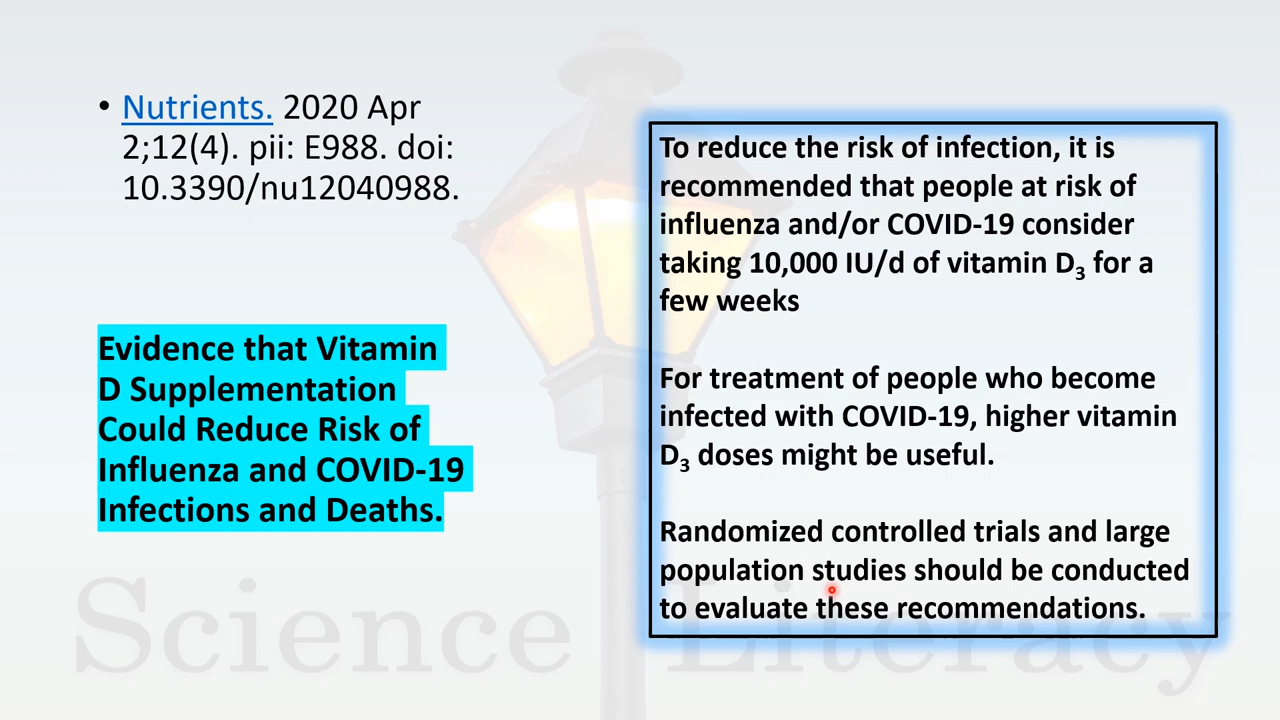 • Nutrients. 2020 Apr
2;12(4). pii: E988. doi:
10.3390/nu12040988.
Evidence that Vitamin
D Supplementation
Could Reduce Risk of
Influenza and COVID-19
Infections and Deaths.
To reduce the risk of infection, it is
recommended that people at risk of
influenza and/or COVID-19 consider
taking 10,000 IU/d of vitamin D₃ for a
few weeks
For treatment of people who become
infected with COVID-19, higher vitamin
D₃ doses might be useful.
Randomized controlled trials and large
population studies should be conducted
to evaluate these recommendations.
Science Literacy